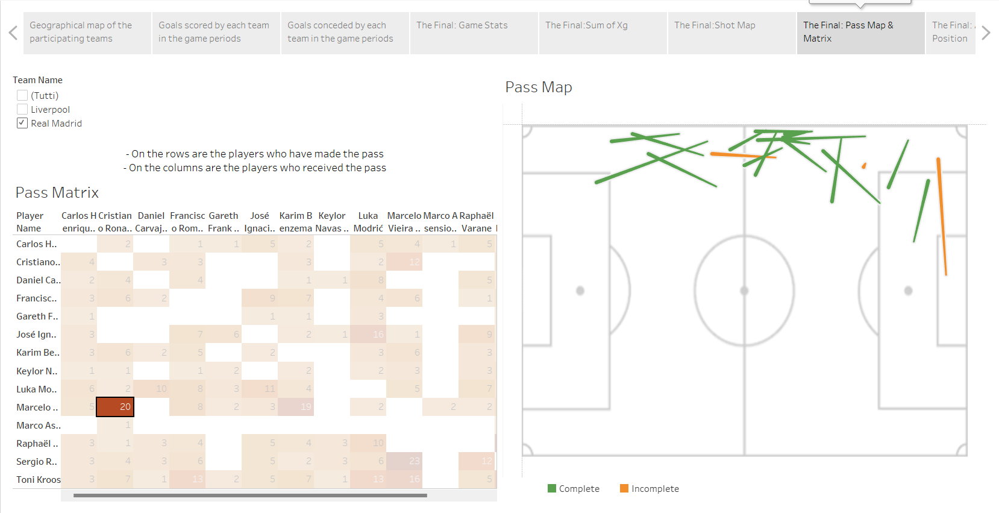 Geographical map of the participating teams
Goals scored by each team in the game periods
Goals conceded by each team in the game periods
The Final: Game Stats
The Final:Sum of Xg
The Final:Shot Map
The Final: Pass Map & Matrix
The Final:
Position
Team Name
(Tutti)
Liverpool
Real Madrid
- On the rows are the players who have made the pass
- On the columns are the players who received the pass
Pass Matrix
Player Carlos H Cristian Daniel Francisc Gareth José Karim B Keylor Luka Marcelo Marco A Raphaël
Name enriqu.. o Rona.. Carvaj.. o Rom.. Frank .. Ignaci.. enzema Navas .. Modrić Vieira .. sensio.. Varane
Carlos H.. 2 1 1 5 2 5 4 1 5
Cristiano.. 4 3 3 3 2 12
Daniel Ca.. 2 4 4 1 1 8 5
Francisc.. 3 6 2 9 7 4 6 1
Gareth F.. 1 1 1 3
José Ign.. 3 7 6 2 1 16 1 9
Karim Be.. 3 6 2 5 2 3 6 3
Keylor N.. 1 1 1 2 2 2 3 3
Luka Mo.. 6 2 10 8 3 11 4 5 7
Marcelo .. 5 20 8 2 3 19 2 2 2
Marco As.. 1
Raphaël .. 3 1 3 4 5 4 3 10
Sergio R.. 3 4 3 6 5 2 3 6 23 12
Toni Kroos 3 7 1 13 2 5 7 1 13 16 5
Pass Map
Complete
Incomplete